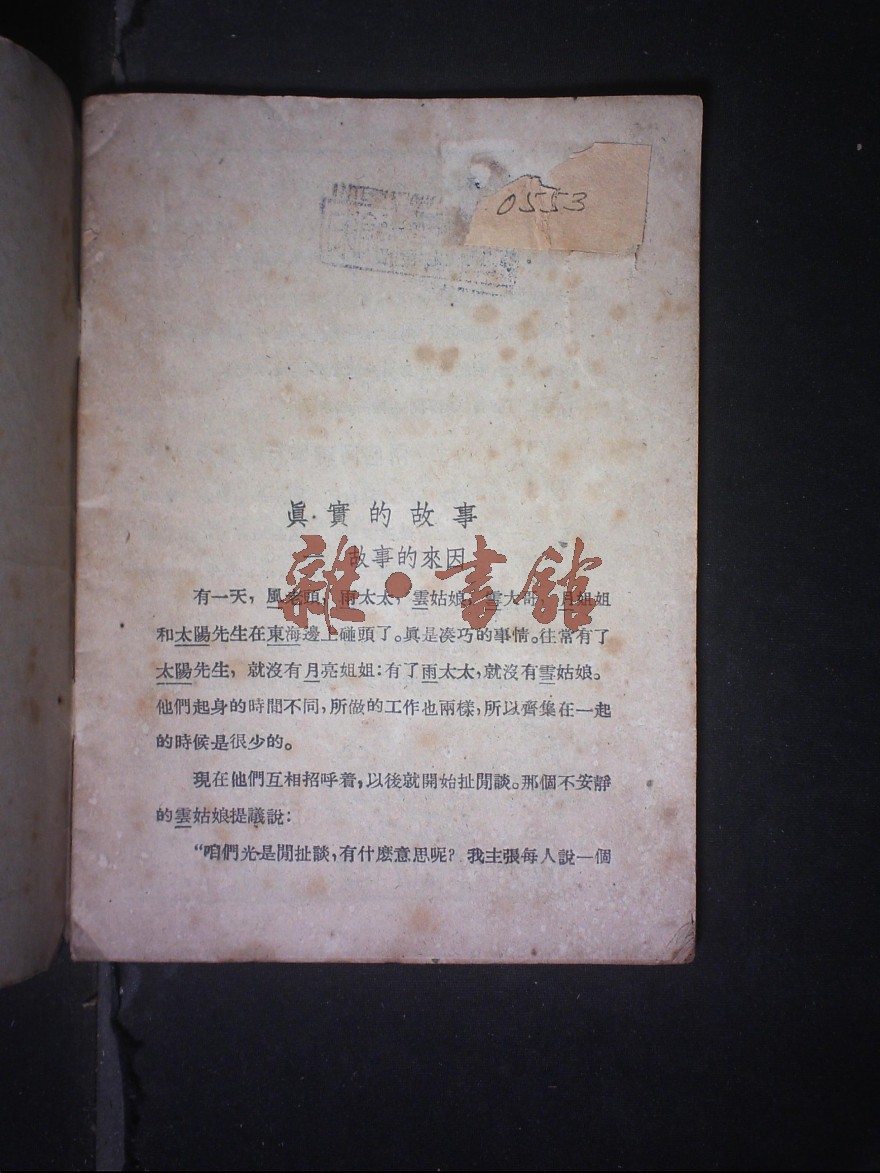 0553
眞實的故事
故事的來因
雜·書館
有一天，風老頭，雨太太，雲姑娘，雪大哥，月姐姐
和太陽先生在東海邊上碰頭了。眞是湊巧的事情。往常有了
太陽先生，就沒有月亮姐姐：有了雨太太，就沒有雪姑娘。
他們起身的時間不同，所做的工作也兩樣，所以齊集在一起
的時候是很少的。
現在他們互相招呼着，以後就開始扯閒談。那個不安靜
的雲姑娘提議說：
“咱們光是閒扯談，有什麼意思呢？我主張每人說一個